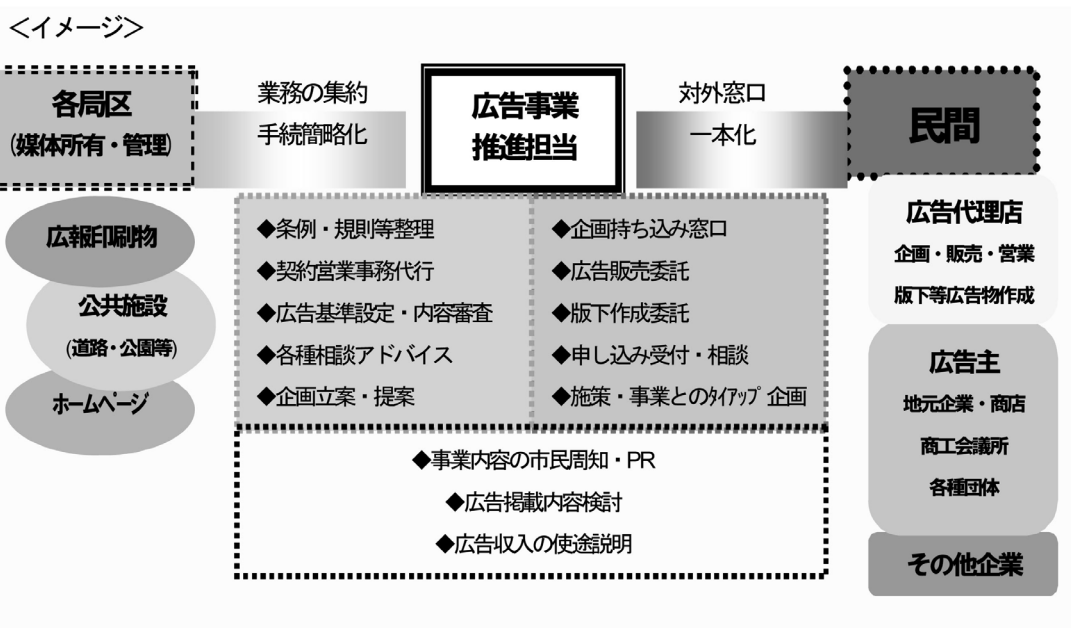 ＜イメージ＞
各局区
(媒体所有・管理)
業務の集約
手続簡略化
広告事業
推進担当
対外窓口
一本化
民間
広報印刷物
公共施設
(道路・公園等)
ホームページ
◆条例・規則等整理
◆契約営業事務代行
◆広告基準設定・内容審査
◆各種相談アドバイス
◆企画立案・提案
◆企画持ち込み窓口
◆広告販売委託
◆版下作成委託
◆申し込み受付・相談
◆施策・事業とのﾀｲｱｯﾌﾟ企画
◆事業内容の市民周知・PR
◆広告掲載内容検討
◆広告収入の使途説明
広告代理店
企画・販売・営業
版下等広告物作成
広告主
地元企業・商店
商工会議所
各種団体
その他企業